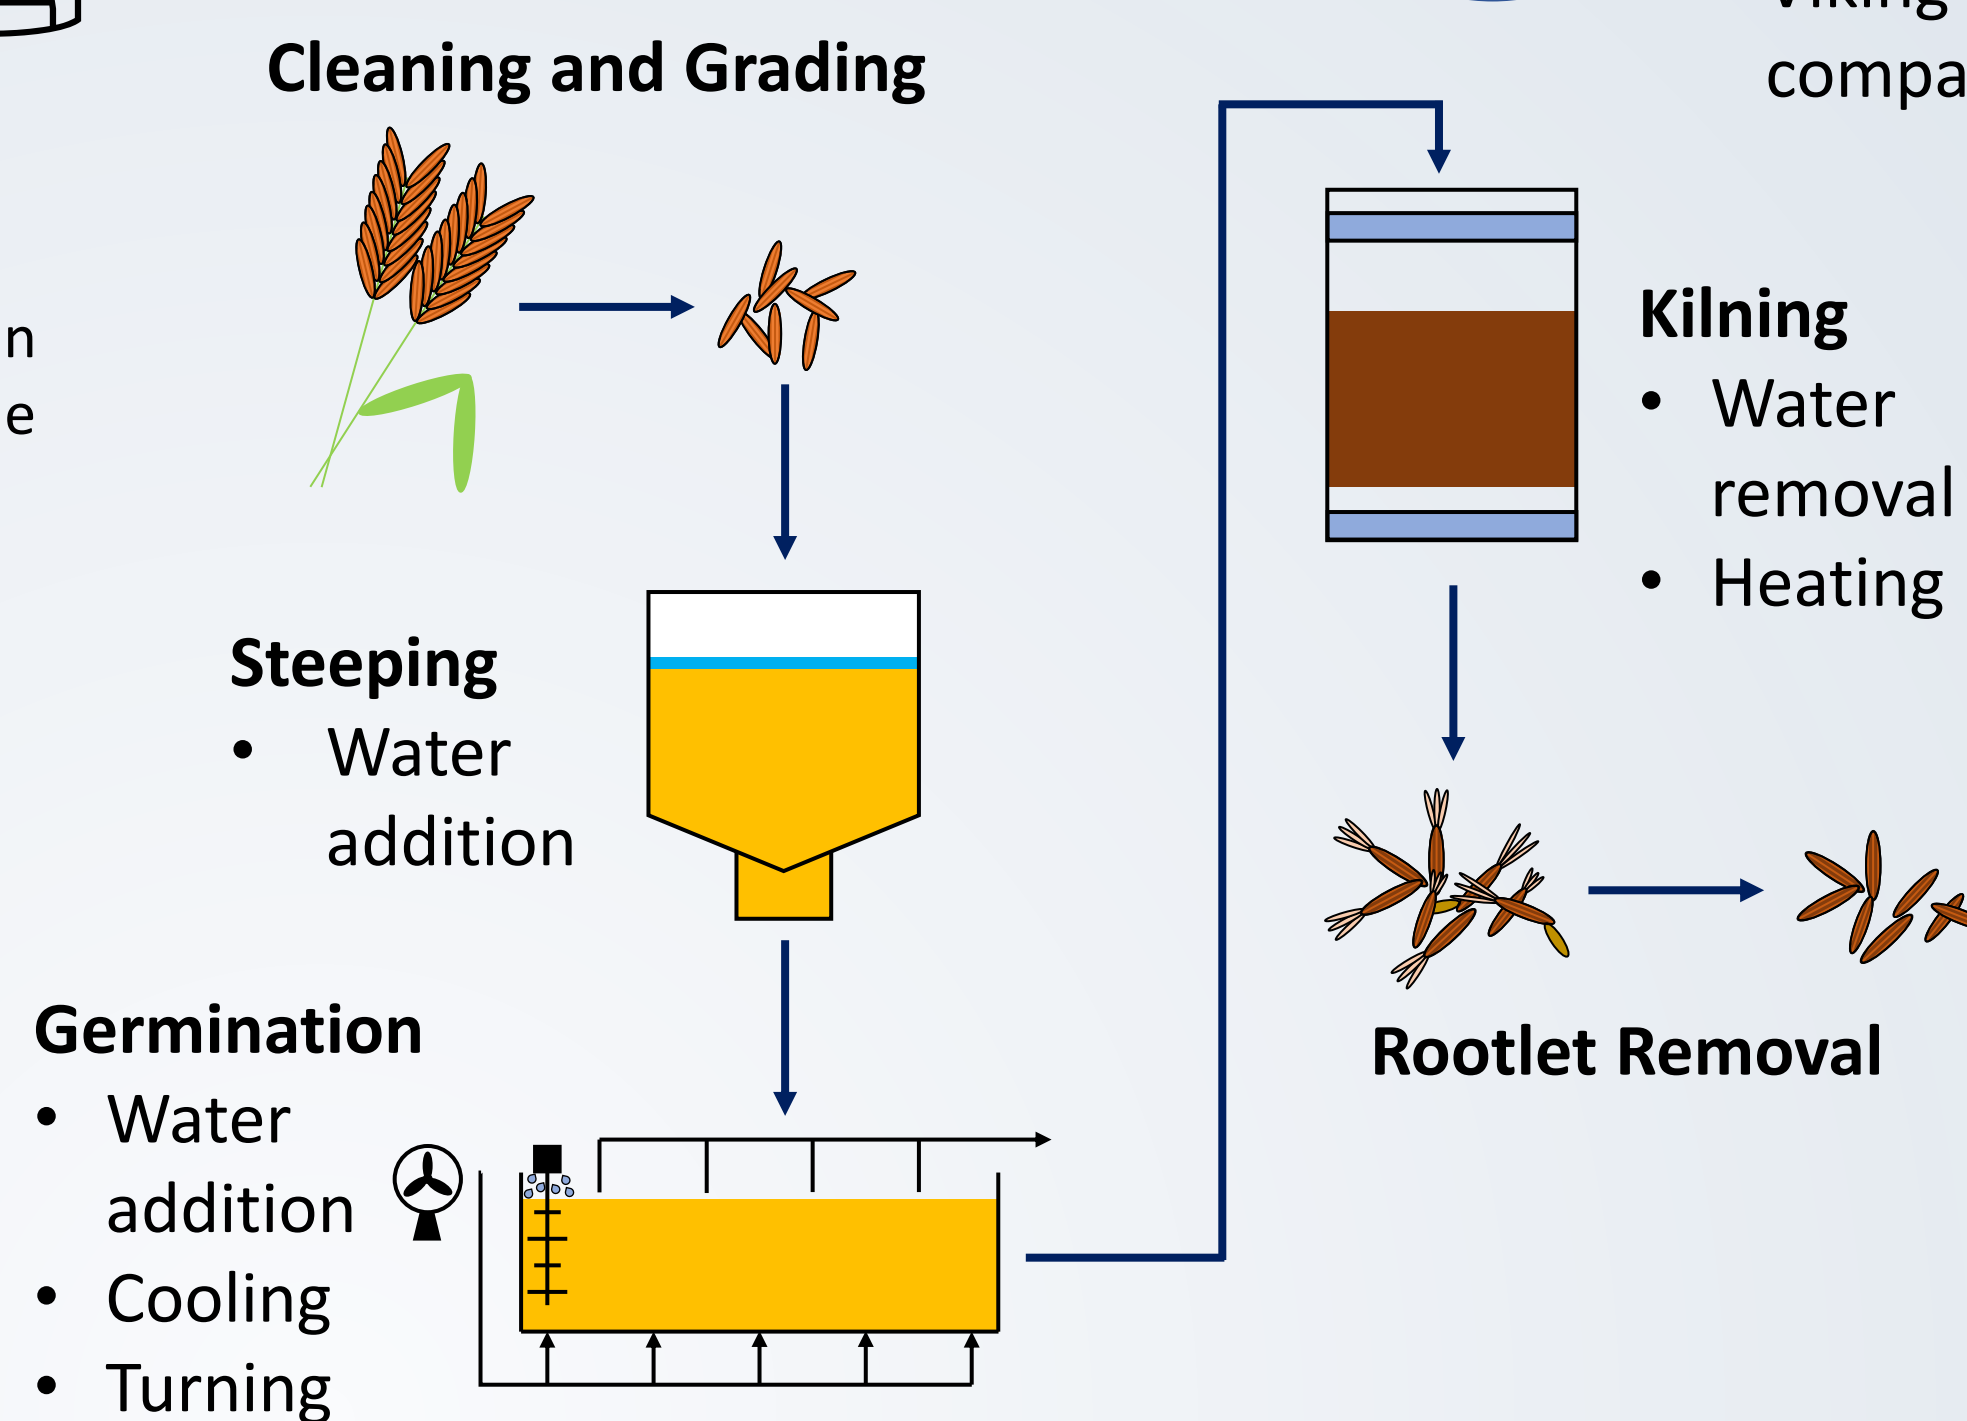 Cleaning and Grading
n
e
Steeping
• Water
addition
Germination
• Water
addition
• Cooling
• Turning
compa
Kilning
• Water
removal
• Heating
Rootlet Removal